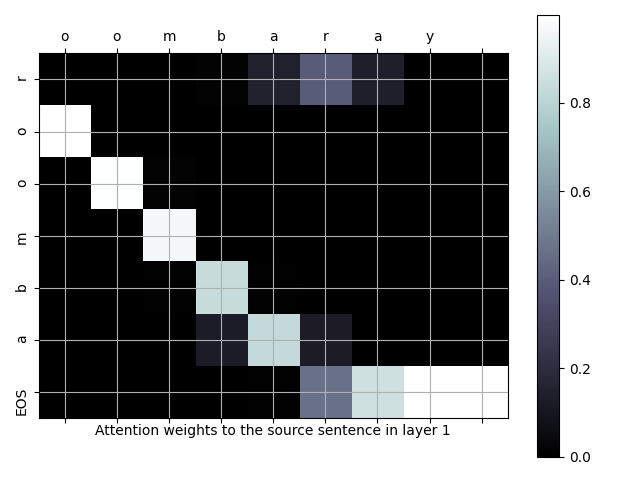 o o m b a r a y
r
o
o
m
b
a
EOS
Attention weights to the source sentence in layer 1
0.8
0.6
0.4
0.2
0.0